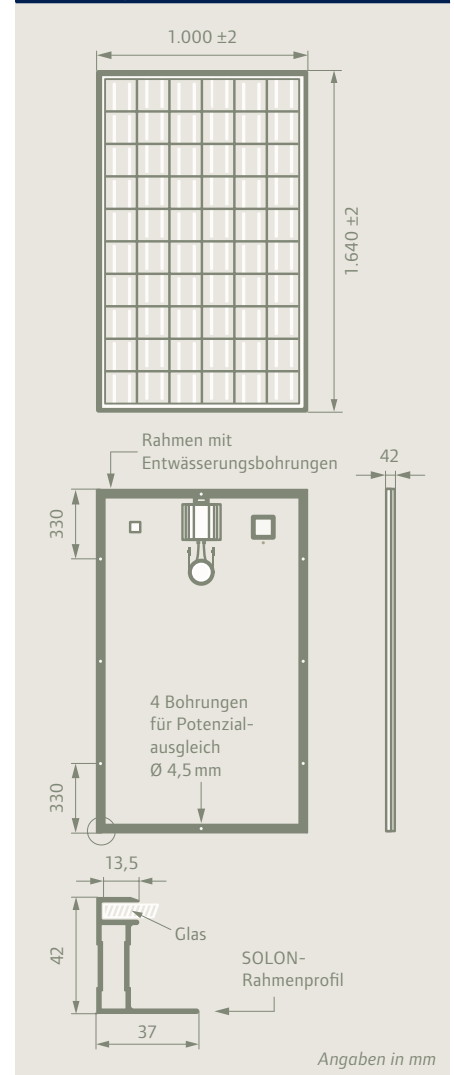 1.000 ±2
1.640 ±2
Rahmen mit
Entwässerungsbohrungen
42
330
4 Bohrungen
für Potenzial-
ausgleich
Ø 4,5 mm
330
13,5
Glas
42
SOLON-
Rahmenprofil
37
Angaben in mm